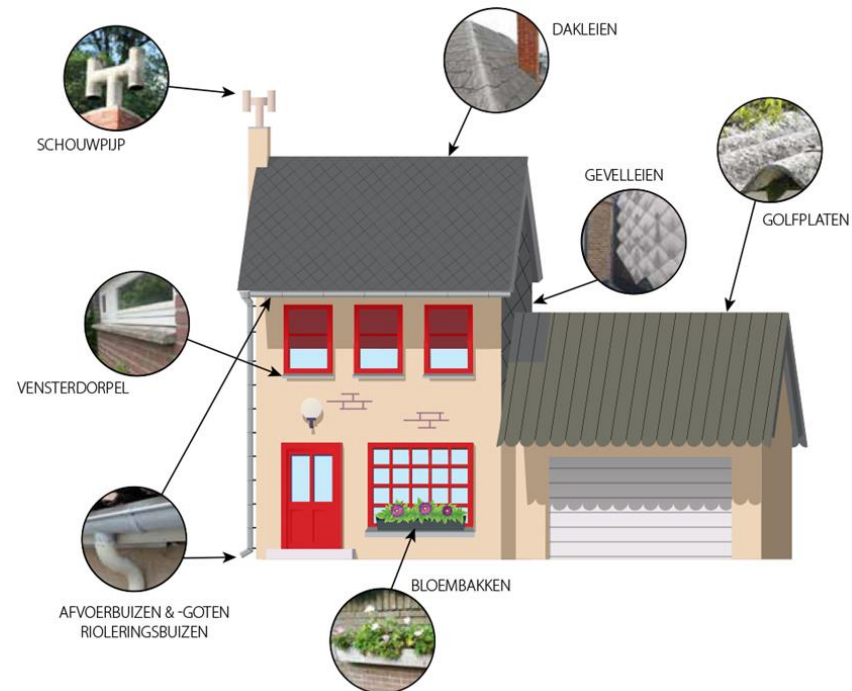 DAKLEIEN
SCHOUWPIJP
GEVELLEIEN
GOLFPLATEN
VENSTERDORPEL
BLOEMBAKKEN
AFVOERBUIZEN & -GOTEN
RIOLERINGSBUIZEN